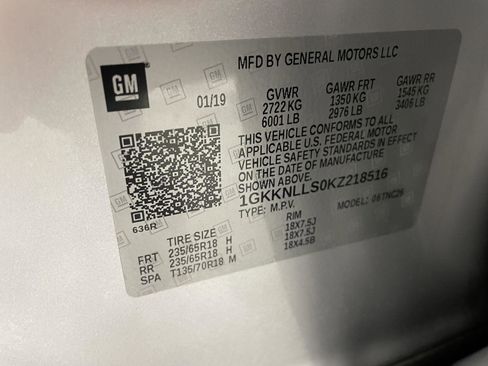 GM
MFD BY GENERAL MOTORS LLC
01/19
GVWR GAWR FRT GAWR RR
2722 KG 1350 KG 1545 KG
6001 LB 2976 LB 3406 LB
THIS VEHICLE CONFORMS TO ALL
APPLICABLE U.S. FEDERAL MOTOR
VEHICLE SAFETY STANDARDS IN EFFECT
ON THE DATE OF MANUFACTURE
SHOWN ABOVE.
1GKKNLLS0KZ218516
TYPE: M.P.V. MODEL: 06TNC26
636R
TIRE SIZE RIM
FRT 235/65R18 H 18X7.5J
RR 235/65R18 H 18X7.5J
SPA T135/70R18 M 18X4.5B